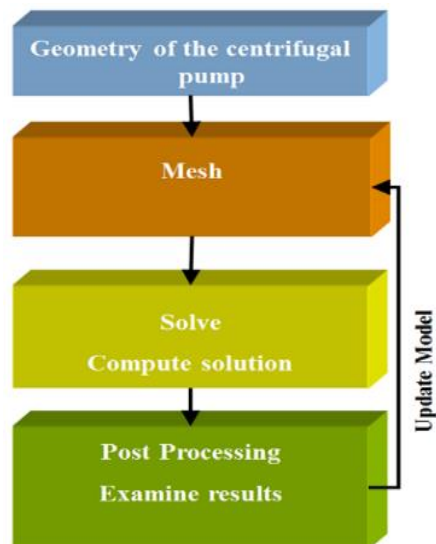 Geometry of the centrifugal
pump
Mesh
Solve
Compute solution
Post Processing
Examine results
Update Model